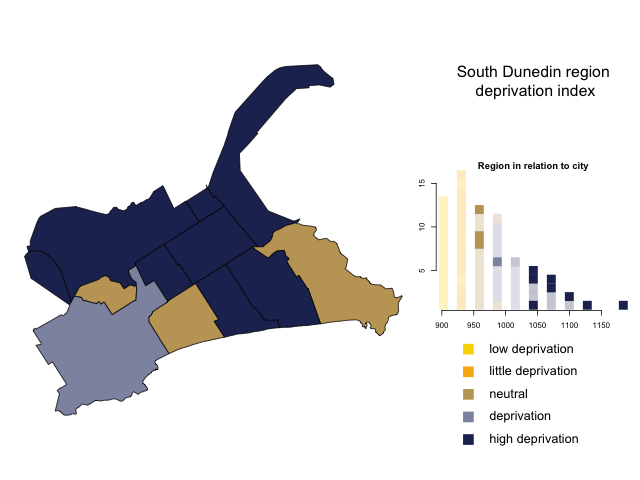 South Dunedin region
deprivation index
Region in relation to city
15
10
5
900 950 1000 1050 1100 1150
low deprivation
little deprivation
neutral
deprivation
high deprivation